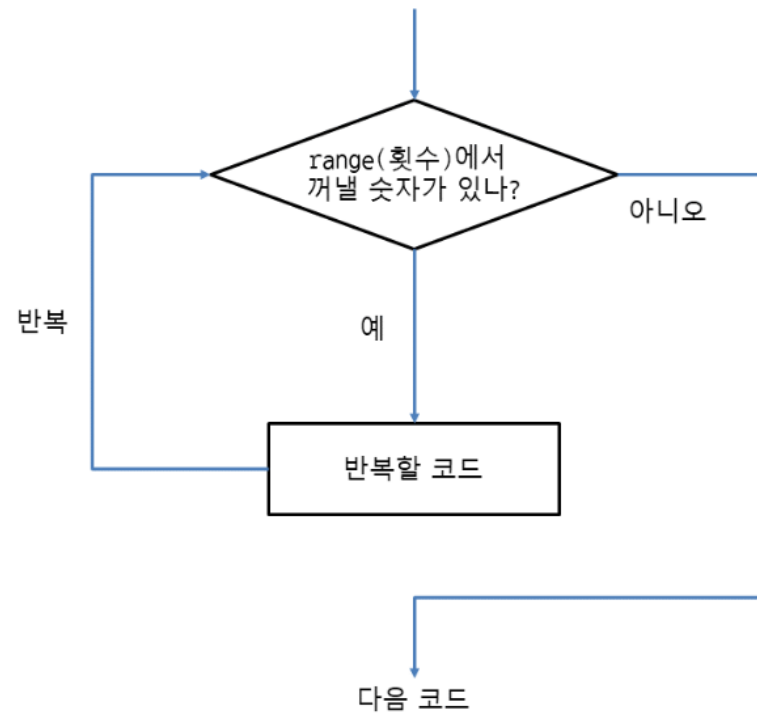 range(횟수)에서
꺼낼 숫자가 있나?
아니오
반복
예
반복할 코드
다음 코드